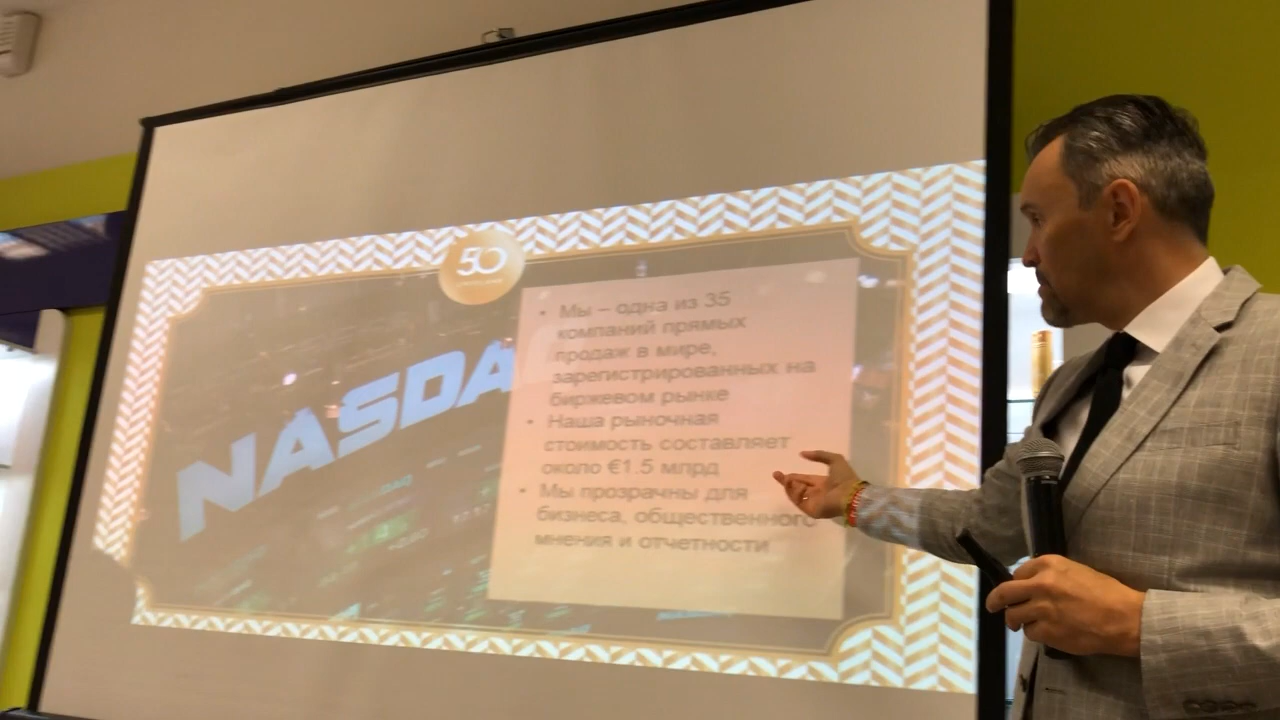 50
NASDA
• Мы – одна из 35
компаний прямых
продаж в мире,
зарегистрированных на
биржевом рынке
• Наша рыночная
стоимость составляет
около €1.5 млрд
• Мы прозрачны для
бизнеса, общественного
мнения и отчетности